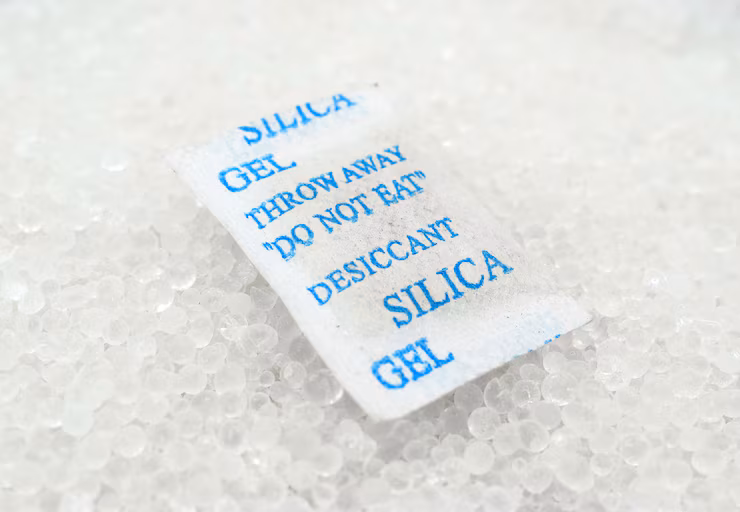 SILICA
GEL
THROW AWAY
"DO NOT EAT"
DESICCANT
SILICA
GEL